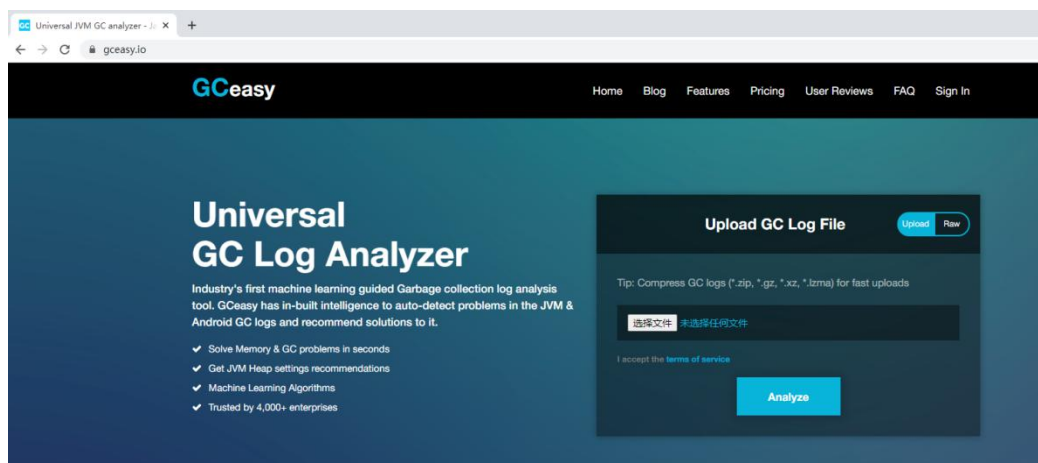 GC Universal JVM GC analyzer - Ja
gceasy.io
GCeasy
Home Blog Features Pricing User Reviews FAQ Sign In
Universal
GC Log Analyzer
Industry's first machine learning guided Garbage collection log analysis
tool. GCeasy has in-built intelligence to auto-detect problems in the JVM &
Android GC logs and recommend solutions to it.
Solve Memory & GC problems in seconds
Get JVM Heap settings recommendations
Machine Learning Algorithms
Trusted by 4,000+ enterprises
Upload GC Log File
Upload Raw
Tip: Compress GC logs (*.zip, *.gz, *.xz, *.lzma) for fast uploads
选择文件 未选择任何文件
I accept the terms of service
Analyze